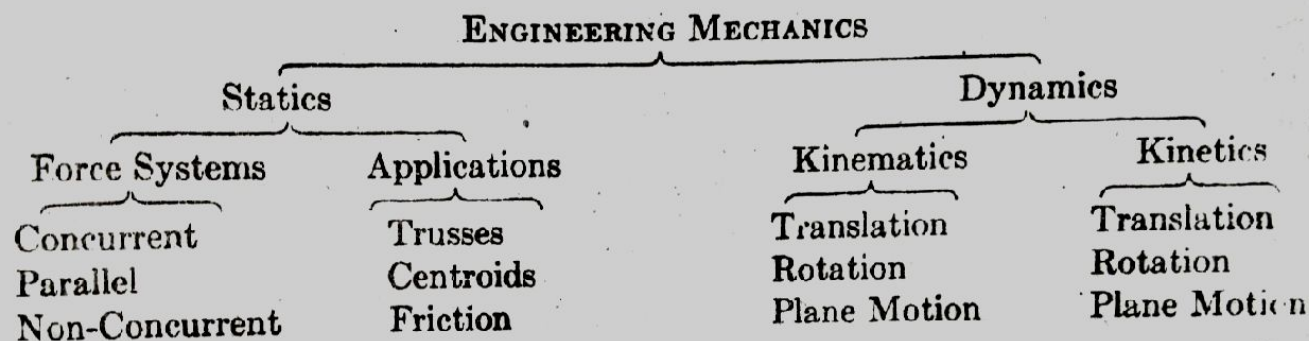 ENGINEERING MECHANICS
Statics Dynamics
Force Systems Applications Kinematics Kinetics
Concurrent Trusses Translation Translation
Parallel Centroids Rotation Rotation
Non-Concurrent Friction Plane Motion Plane Motion